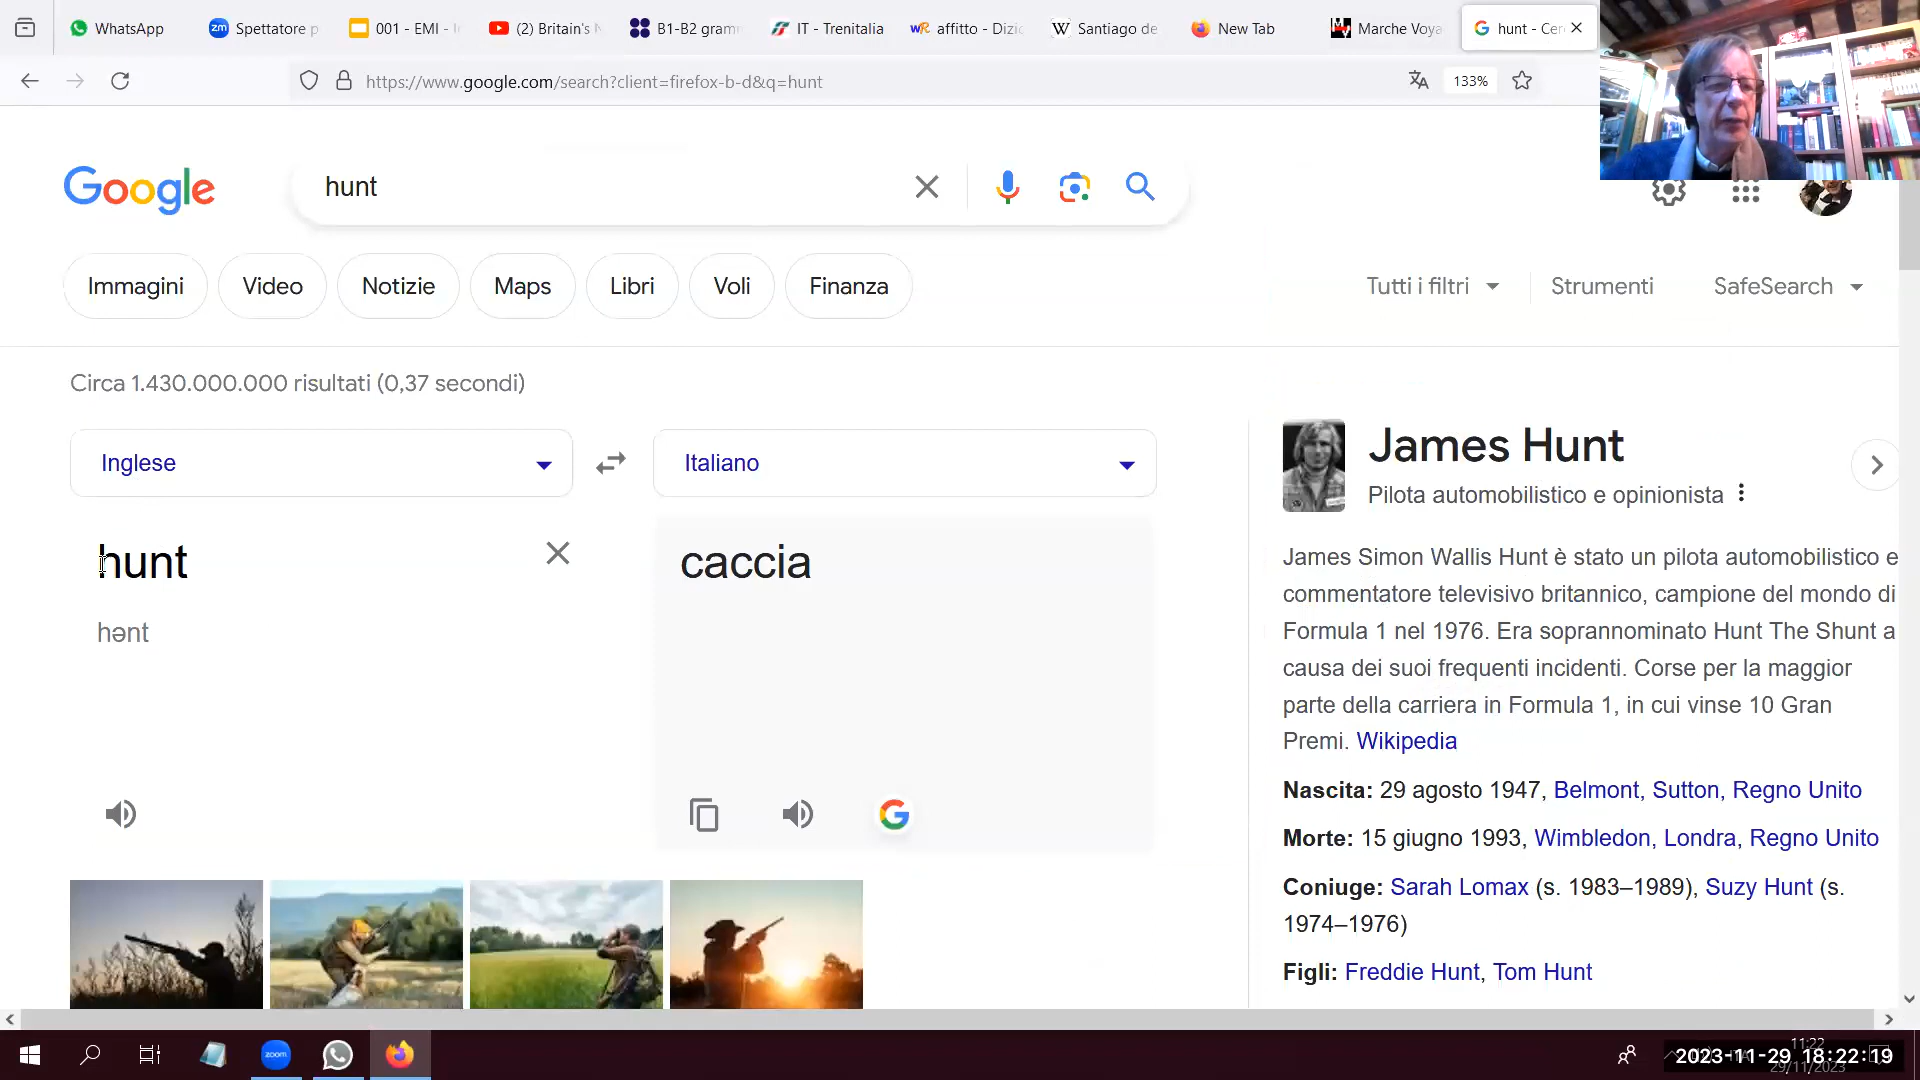 WhatsApp
Spettatore p
001 - EMI - I
(2) Britain's N
B1-B2 gram
IT - Trenitalia
affitto - Dizio
Santiago de
New Tab
Marche Voya
hunt - Cer
https://www.google.com/search?client=firefox-b-d&q=hunt
133%
Google
hunt
Immagini
Video
Notizie
Maps
Libri
Voli
Finanza
Tutti i filtri
Strumenti
SafeSearch
Circa 1.430.000.000 risultati (0,37 secondi)
Inglese
Italiano
hunt
hənt
caccia
James Hunt
Pilota automobilistico e opinionista
James Simon Wallis Hunt è stato un pilota automobilistico e
commentatore televisivo britannico, campione del mondo di
Formula 1 nel 1976. Era soprannominato Hunt The Shunt a
causa dei suoi frequenti incidenti. Corse per la maggior
parte della carriera in Formula 1, in cui vinse 10 Gran
Premi. Wikipedia
Nascita: 29 agosto 1947, Belmont, Sutton, Regno Unito
Morte: 15 giugno 1993, Wimbledon, Londra, Regno Unito
Coniuge: Sarah Lomax (s. 1983–1989), Suzy Hunt (s.
1974–1976)
Figli: Freddie Hunt, Tom Hunt
zoom
11:22
2023-11-29 18:22:19
29/11/2023